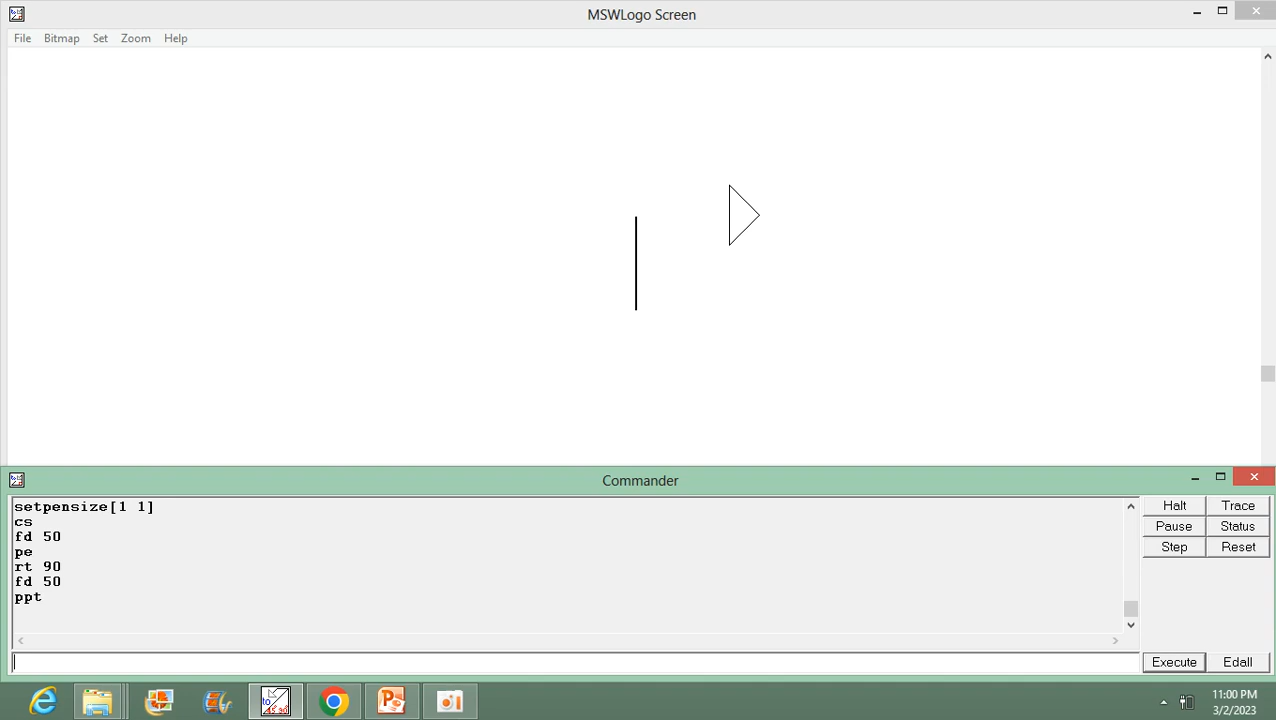 MSWLogo Screen
File Bitmap Set Zoom Help
Commander
setpensize[1 1]
cs
fd 50
pe
rt 90
fd 50
ppt
Halt Trace
Pause Status
Step Reset
Execute Edall
11:00 PM
3/2/2023